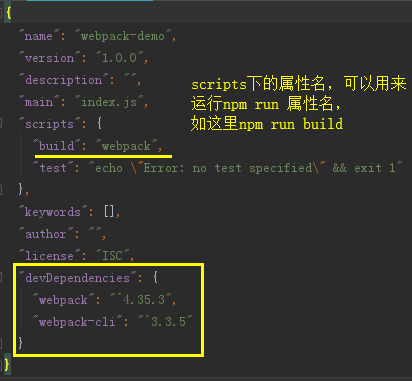 {
"name": "webpack-demo",
"version": "1.0.0",
"description": "",
"main": "index.js",
"scripts": {
"build": "webpack",
"test": "echo \"Error: no test specified\" && exit 1"
},
"keywords": [],
"author": "",
"license": "ISC",
"devDependencies": {
"webpack": "^4.35.3",
"webpack-cli": "^3.3.5"
}
}
scripts下的属性名，可以用来
运行npm run 属性名，
如这里npm run build